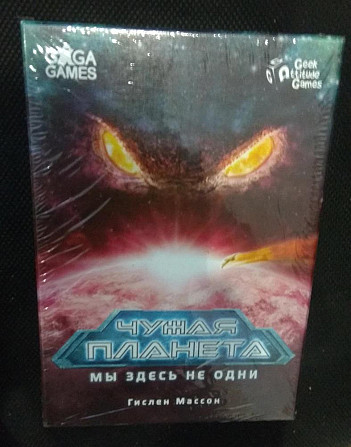 GAGA
GAMES
Geek
Attitude
Games
ЧУЖАЯ
ПЛАНЕТА
МЫ ЗДЕСЬ НЕ ОДНИ
Гислен Массон